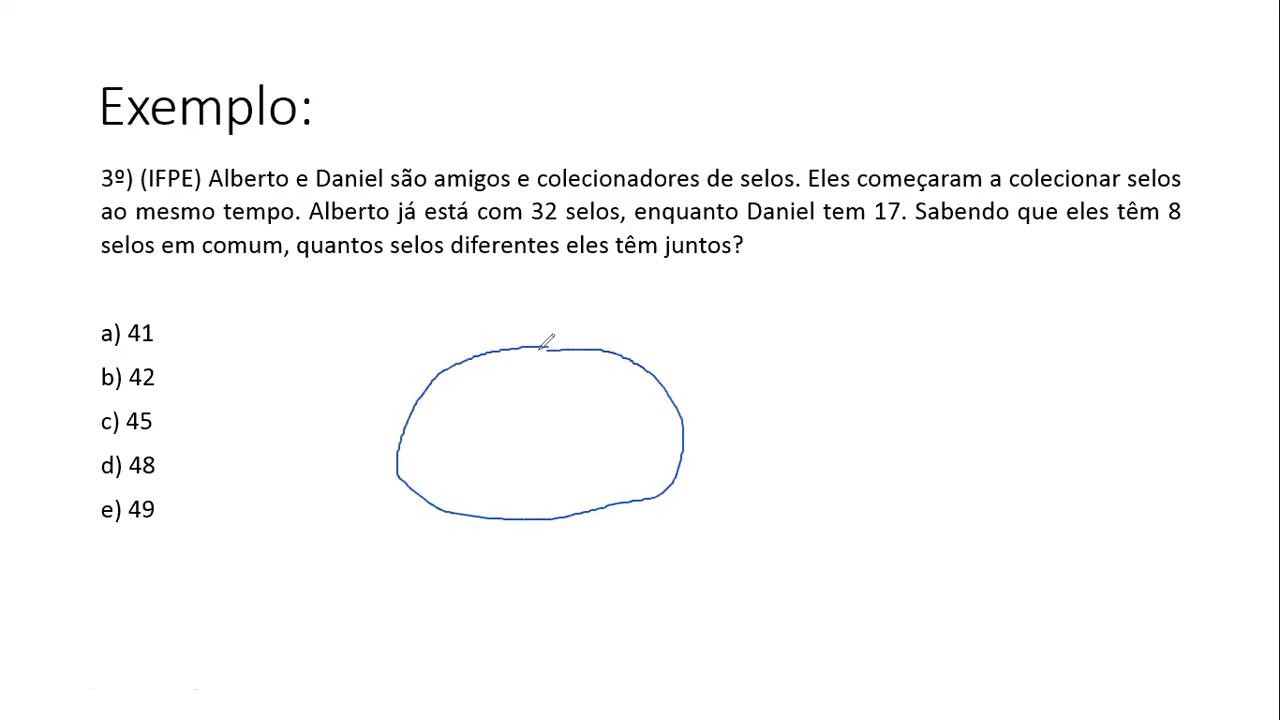 Exemplo:
3º) (IFPE) Alberto e Daniel são amigos e colecionadores de selos. Eles começaram a colecionar selos
ao mesmo tempo. Alberto já está com 32 selos, enquanto Daniel tem 17. Sabendo que eles têm 8
selos em comum, quantos selos diferentes eles têm juntos?
a) 41
b) 42
c) 45
d) 48
e) 49